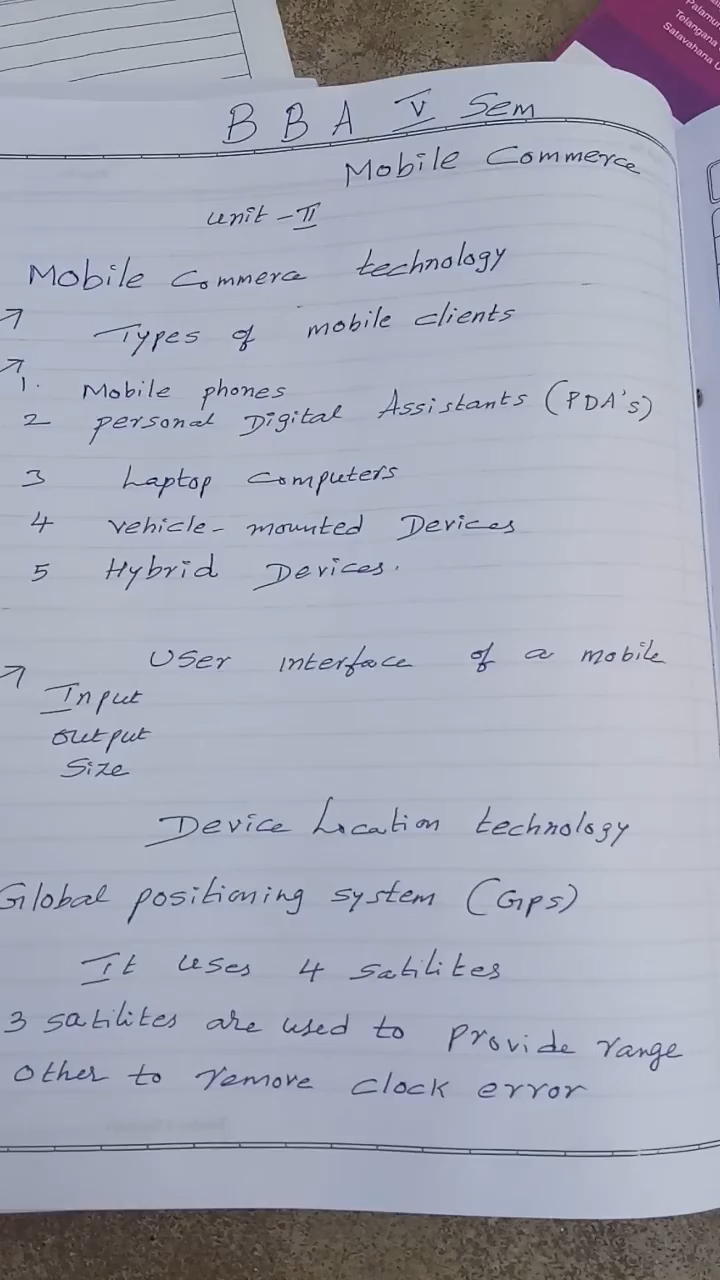 Palamur
Telangana
Satavahana U
B B A V Sem
Mobile Commerce
unit - II
Mobile Commerce technology
Types of mobile clients
1. Mobile phones
2 personal Digital Assistants (PDA's)
3 Laptop computers
4 vehicle - mounted Devices
5 Hybrid Devices.
User interface of a mobile
Input
output
Size
Device Location technology
Global positioning system (GPS)
It uses 4 satilites
3 satilites are used to provide range
other to remove clock error